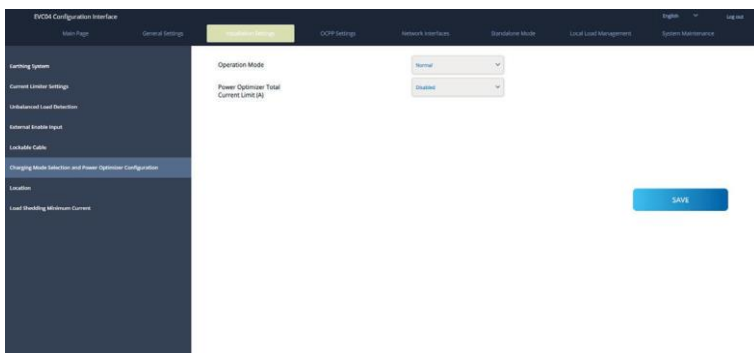 EVC04 Configuration Interface
English
Log out
Main Page
General Settings
Installation Settings
OCPP Settings
Network Interfaces
Standalone Mode
Local Load Management
System Maintenance
Earthing System
Current Limiter Settings
Unbalanced Load Detection
External Enable Input
Lockable Cable
Charging Mode Selection and Power Optimizer Configuration
Location
Load Shedding Minimum Current
Operation Mode
Normal
Power Optimizer Total
Current Limit (A)
Disabled
SAVE